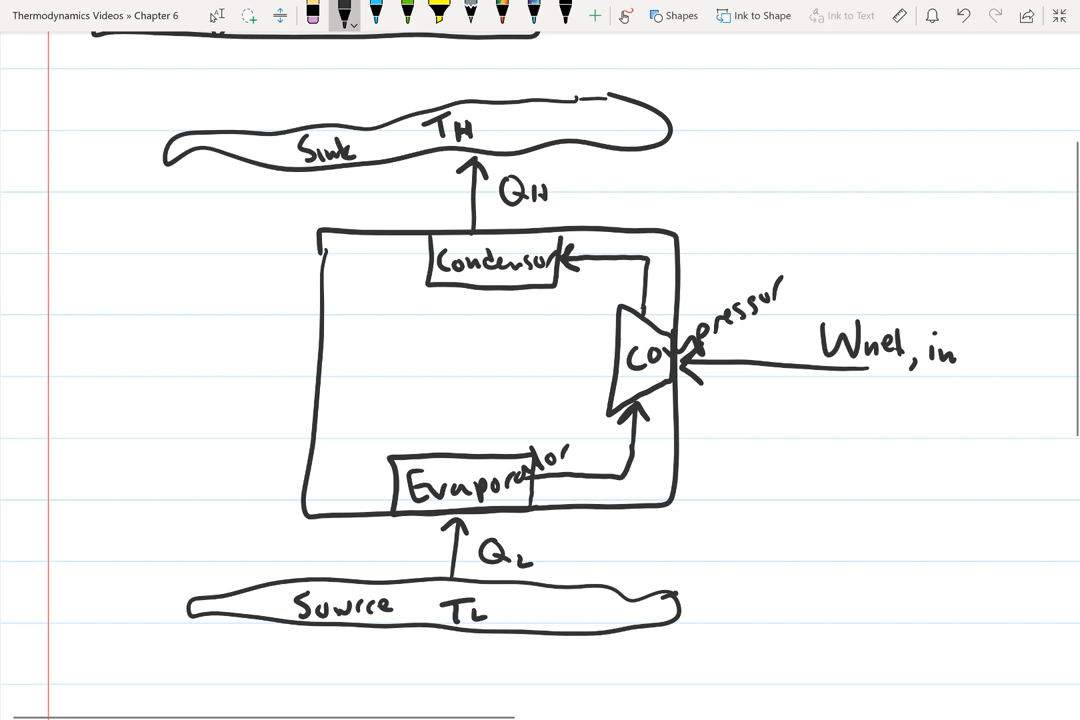 Thermodynamics Videos » Chapter 6
Shapes
Ink to Shape
Ink to Text
TH
Sink
QH
Condensor
Compressor
Wnet, in
Evaporator
QL
Source TL